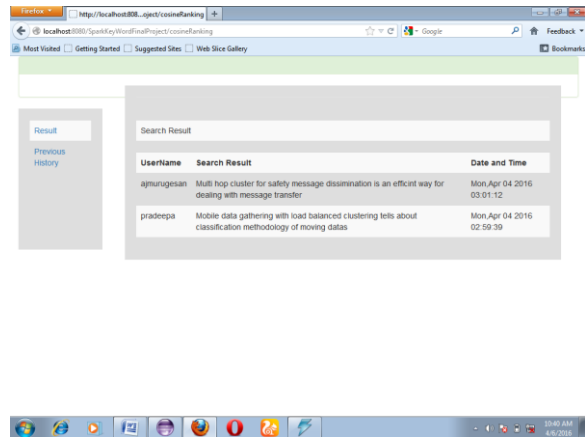 Firefox
http://localhost:808...oject/cosineRanking
localhost:8080/SparkKeyWordFinalProject/cosineRanking
Google
Feedback
Most Visited
Getting Started
Suggested Sites
Web Slice Gallery
Bookmarks
Result
Previous
History
Search Result
UserName Search Result Date and Time
ajmurugesan Multi hop cluster for safety message dissimination is an efficint way for Mon,Apr 04 2016
dealing with message transfer 03:01:12
pradeepa Mobile data gathering with load balanced clustering tells about Mon,Apr 04 2016
classification methodology of moving datas 02:59:39
10:40 AM
4/6/2016